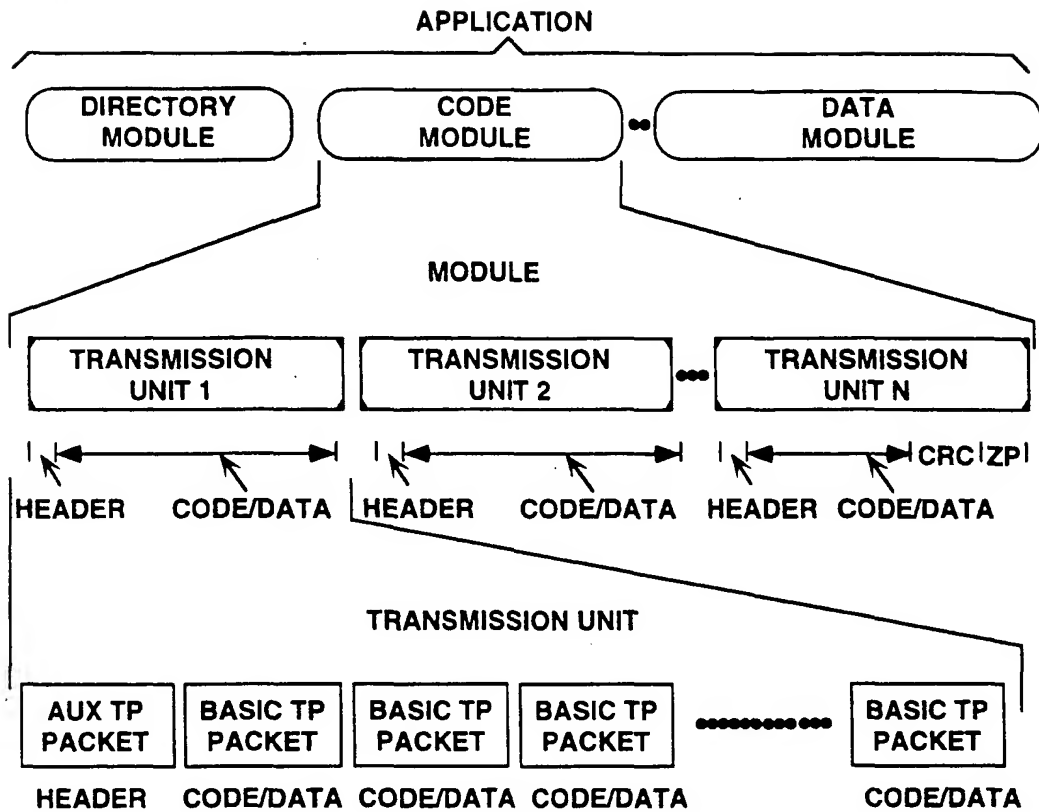 APPLICATION
DIRECTORY
MODULE
CODE
MODULE
DATA
MODULE
MODULE
TRANSMISSION
UNIT 1
TRANSMISSION
UNIT 2
TRANSMISSION
UNIT N
CRC ZP
HEADER CODE/DATA HEADER CODE/DATA HEADER CODE/DATA
TRANSMISSION UNIT
AUX TP
PACKET
BASIC TP
PACKET
BASIC TP
PACKET
BASIC TP
PACKET
BASIC TP
PACKET
HEADER CODE/DATA CODE/DATA CODE/DATA CODE/DATA